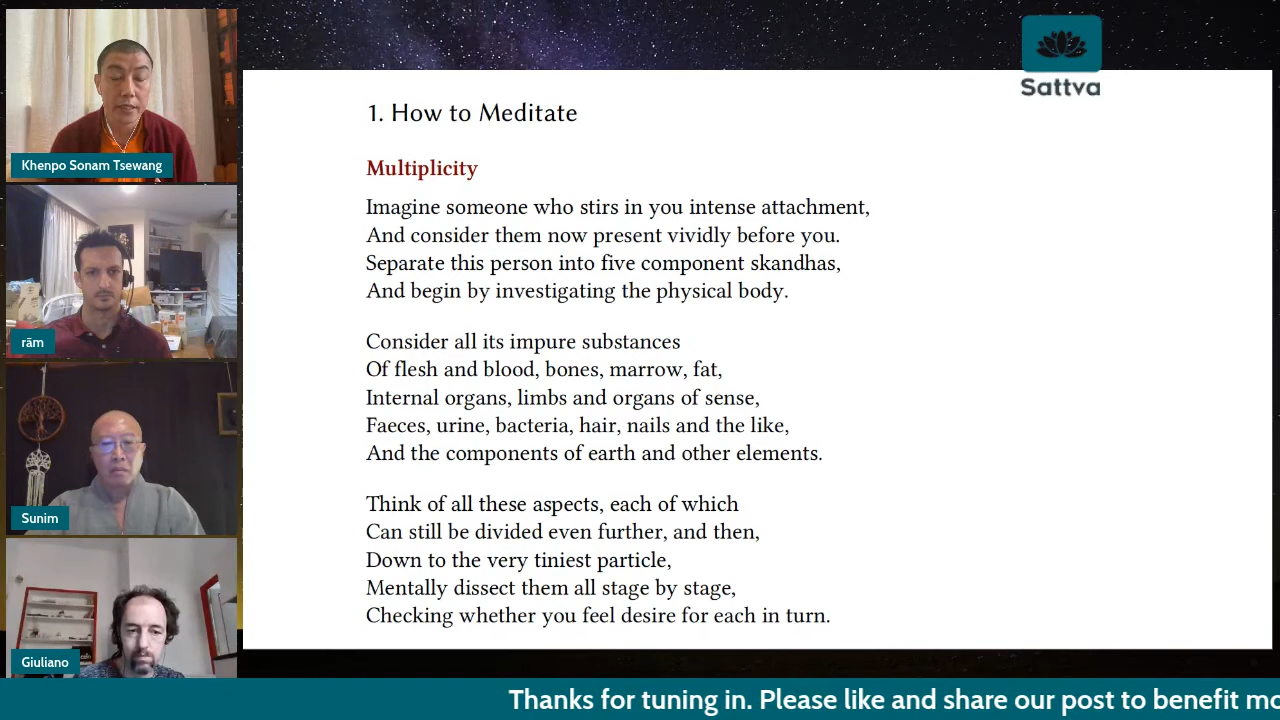 Khenpo Sonam Tsewang
rām
Sunim
Giuliano
Sattva
1. How to Meditate
Multiplicity
Imagine someone who stirs in you intense attachment,
And consider them now present vividly before you.
Separate this person into five component skandhas,
And begin by investigating the physical body.
Consider all its impure substances
Of flesh and blood, bones, marrow, fat,
Internal organs, limbs and organs of sense,
Faeces, urine, bacteria, hair, nails and the like,
And the components of earth and other elements.
Think of all these aspects, each of which
Can still be divided even further, and then,
Down to the very tiniest particle,
Mentally dissect them all stage by stage,
Checking whether you feel desire for each in turn.
Thanks for tuning in. Please like and share our post to benefit